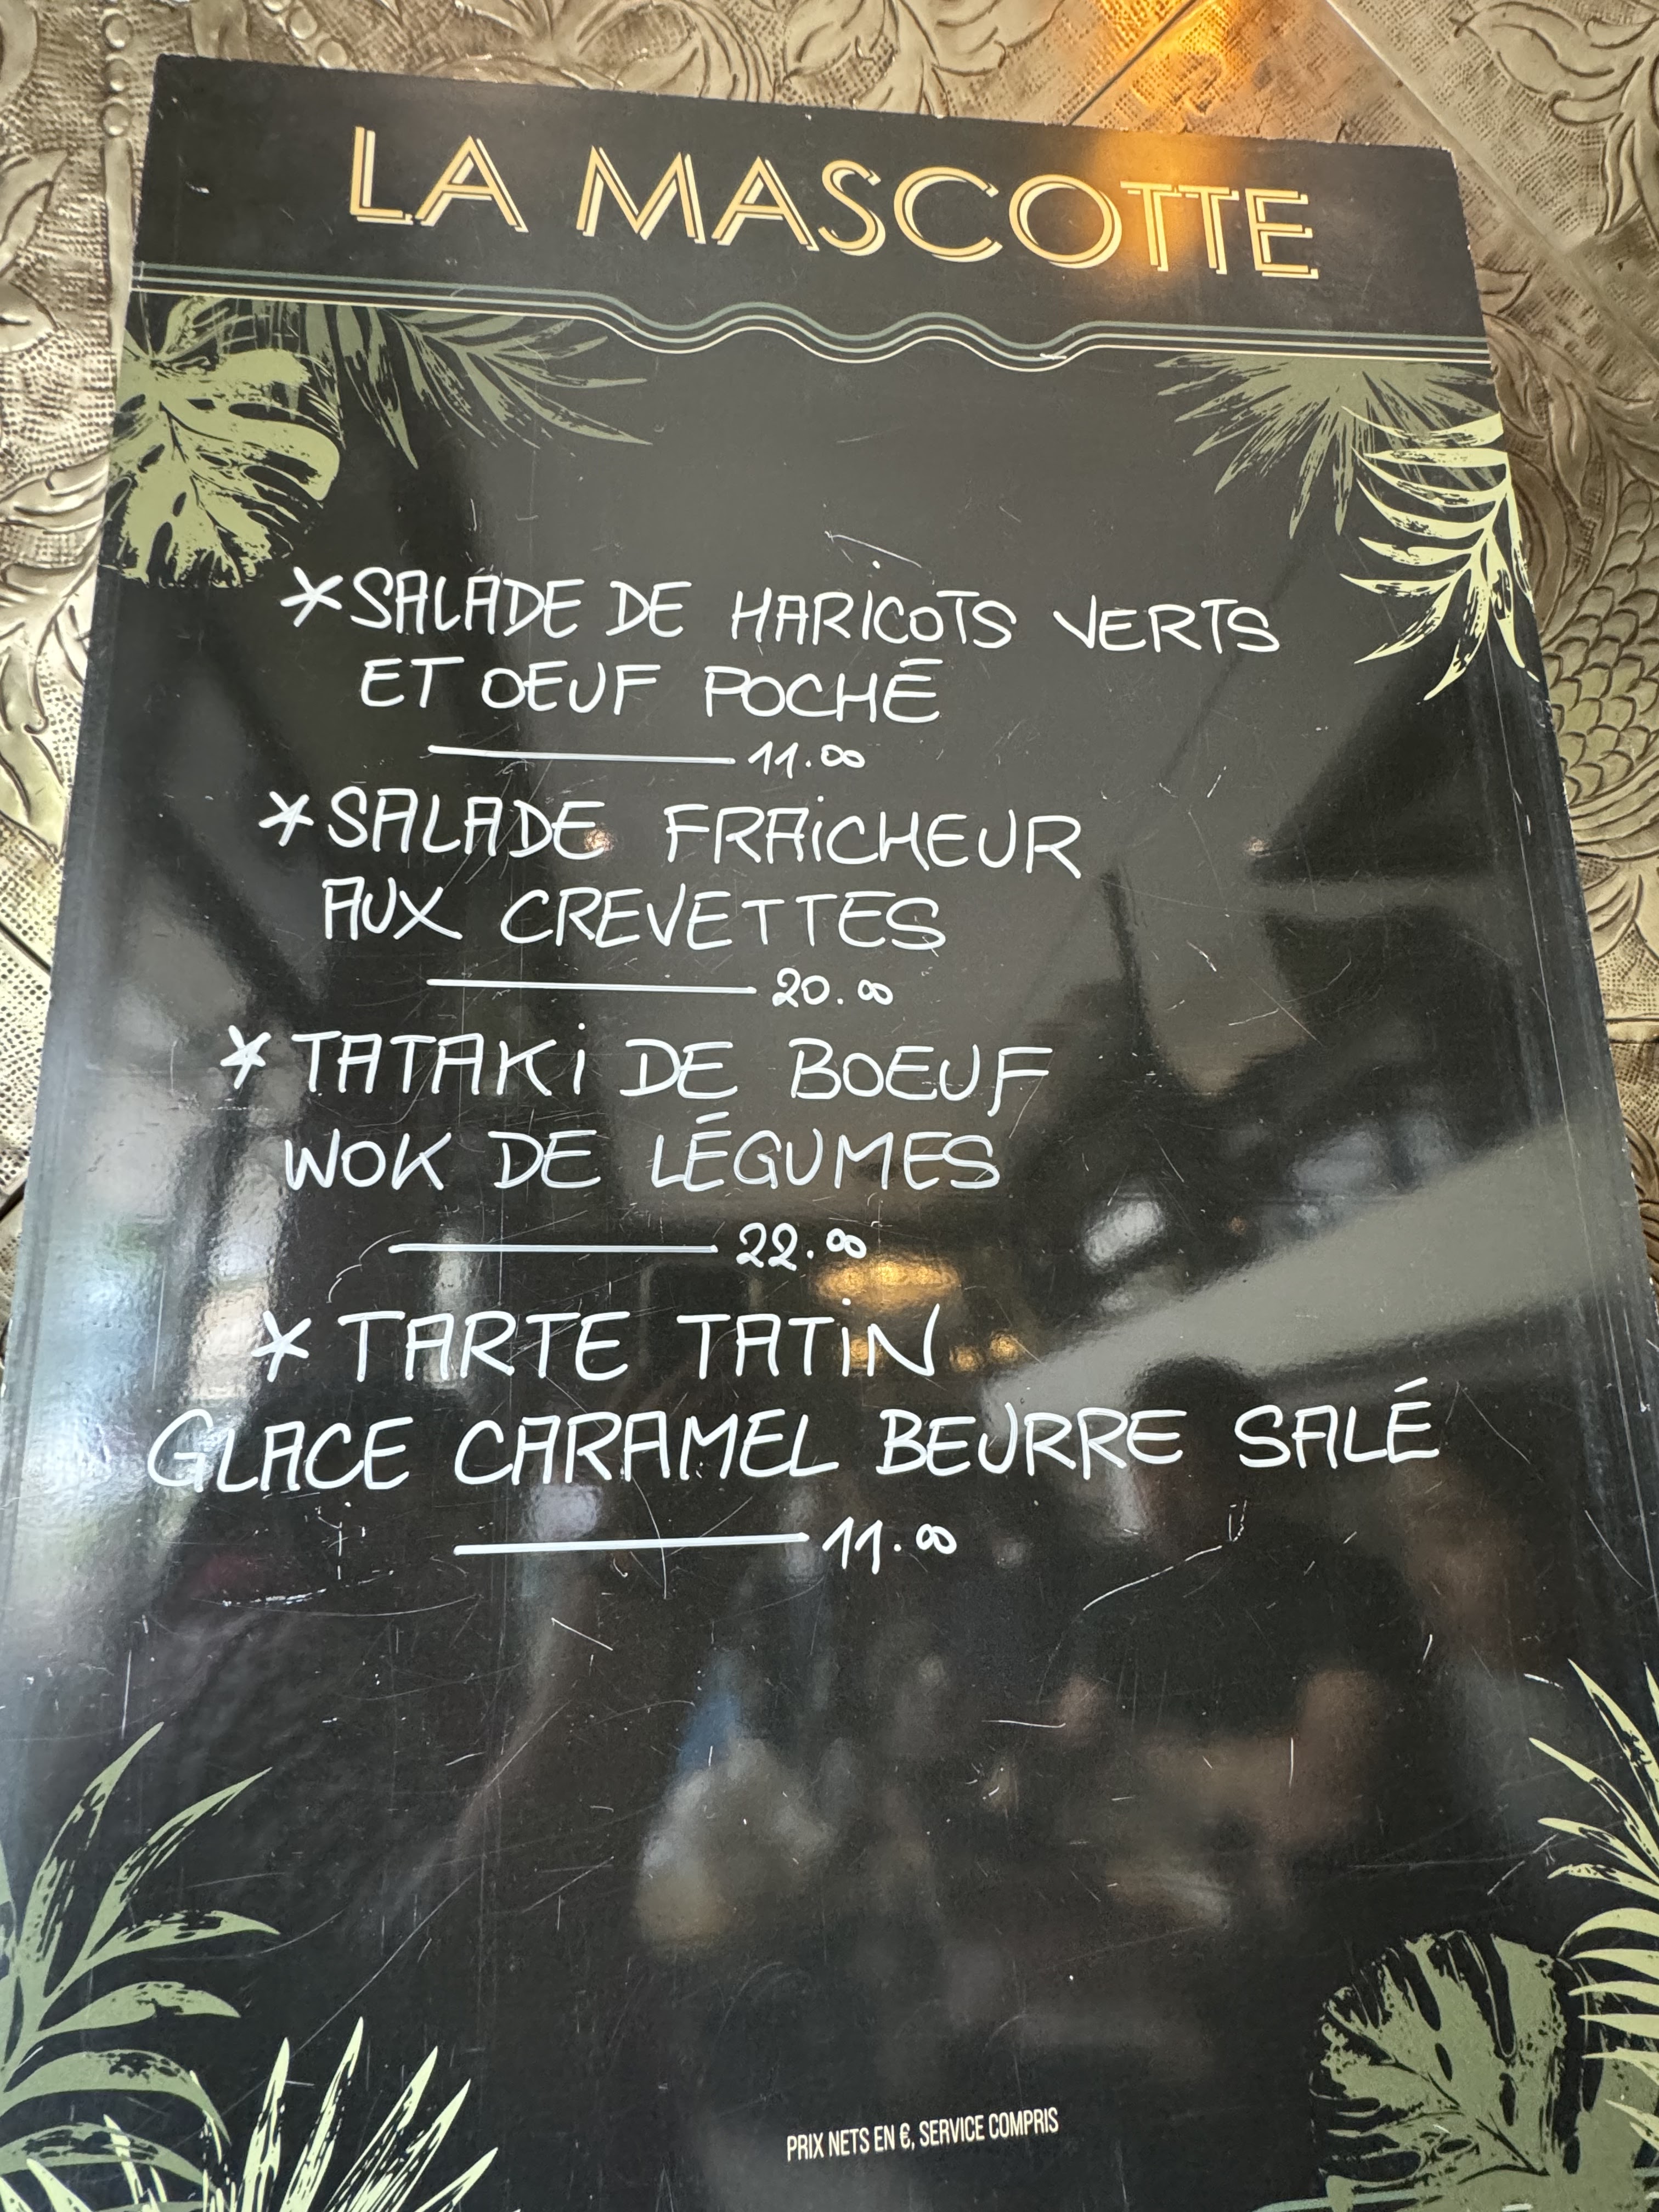 LA MASCOTTE
*SALADE DE HARICOTS VERTS
ET OEUF POCHÉ
11.00
*SALADE FRAiCHEUR
AUX CREVETTES
20.00
*TATAKi DE BOEUF
WOK DE LÉGUMES
22.00
*TARTE TATiN
GLACE CARAMEL BEURRE SALÉ
11.00
PRIX NETS EN €, SERVICE COMPRIS